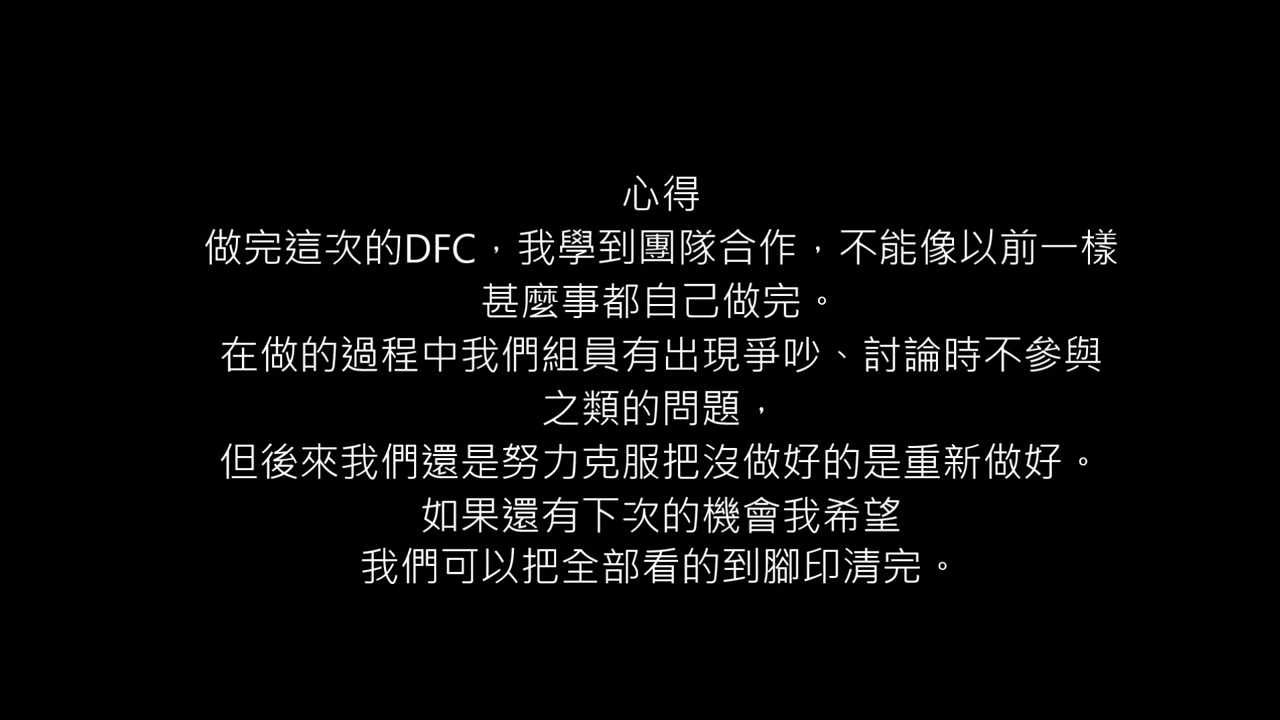 心得
做完這次的DFC，我學到團隊合作，不能像以前一樣
甚麼事都自己做完。
在做的過程中我們組員有出現爭吵、討論時不參與
之類的問題，
但後來我們還是努力克服把沒做好的是重新做好。
如果還有下次的機會我希望
我們可以把全部看的到腳印清完。